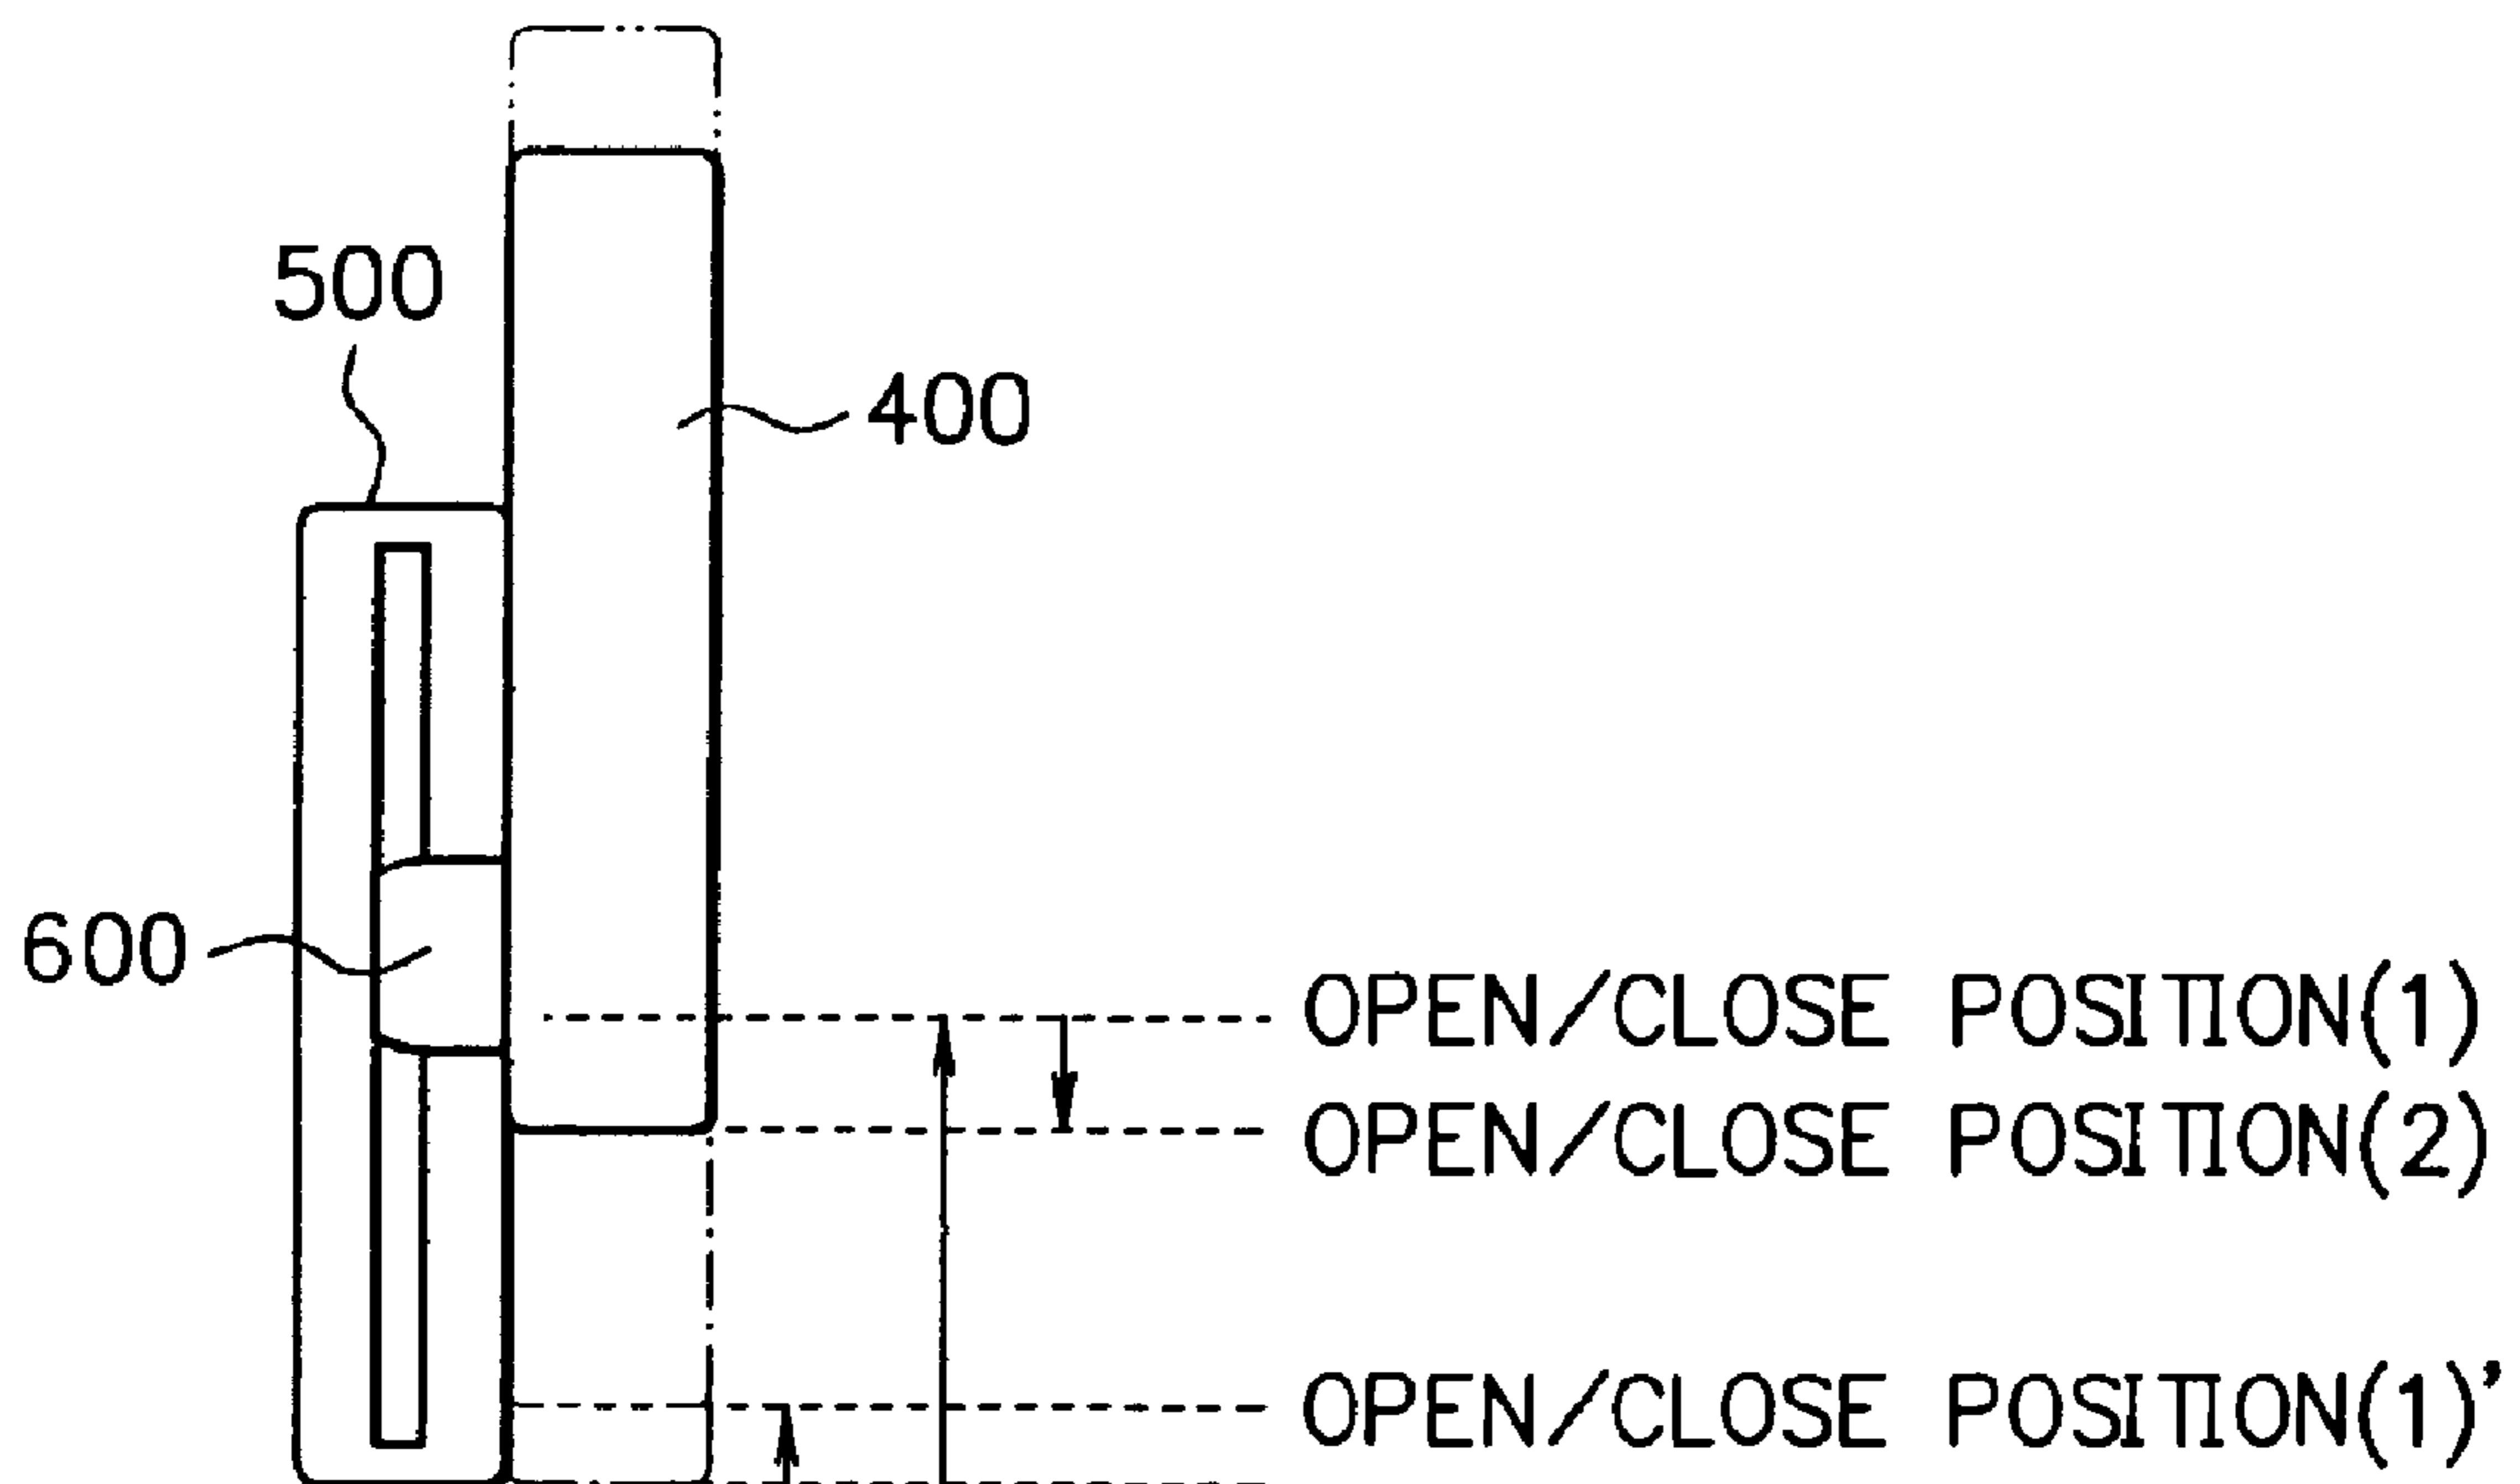 500
400
600
OPEN/CLOSE POSITION(1)
OPEN/CLOSE POSITION(2)
OPEN/CLOSE POSITION(1)'